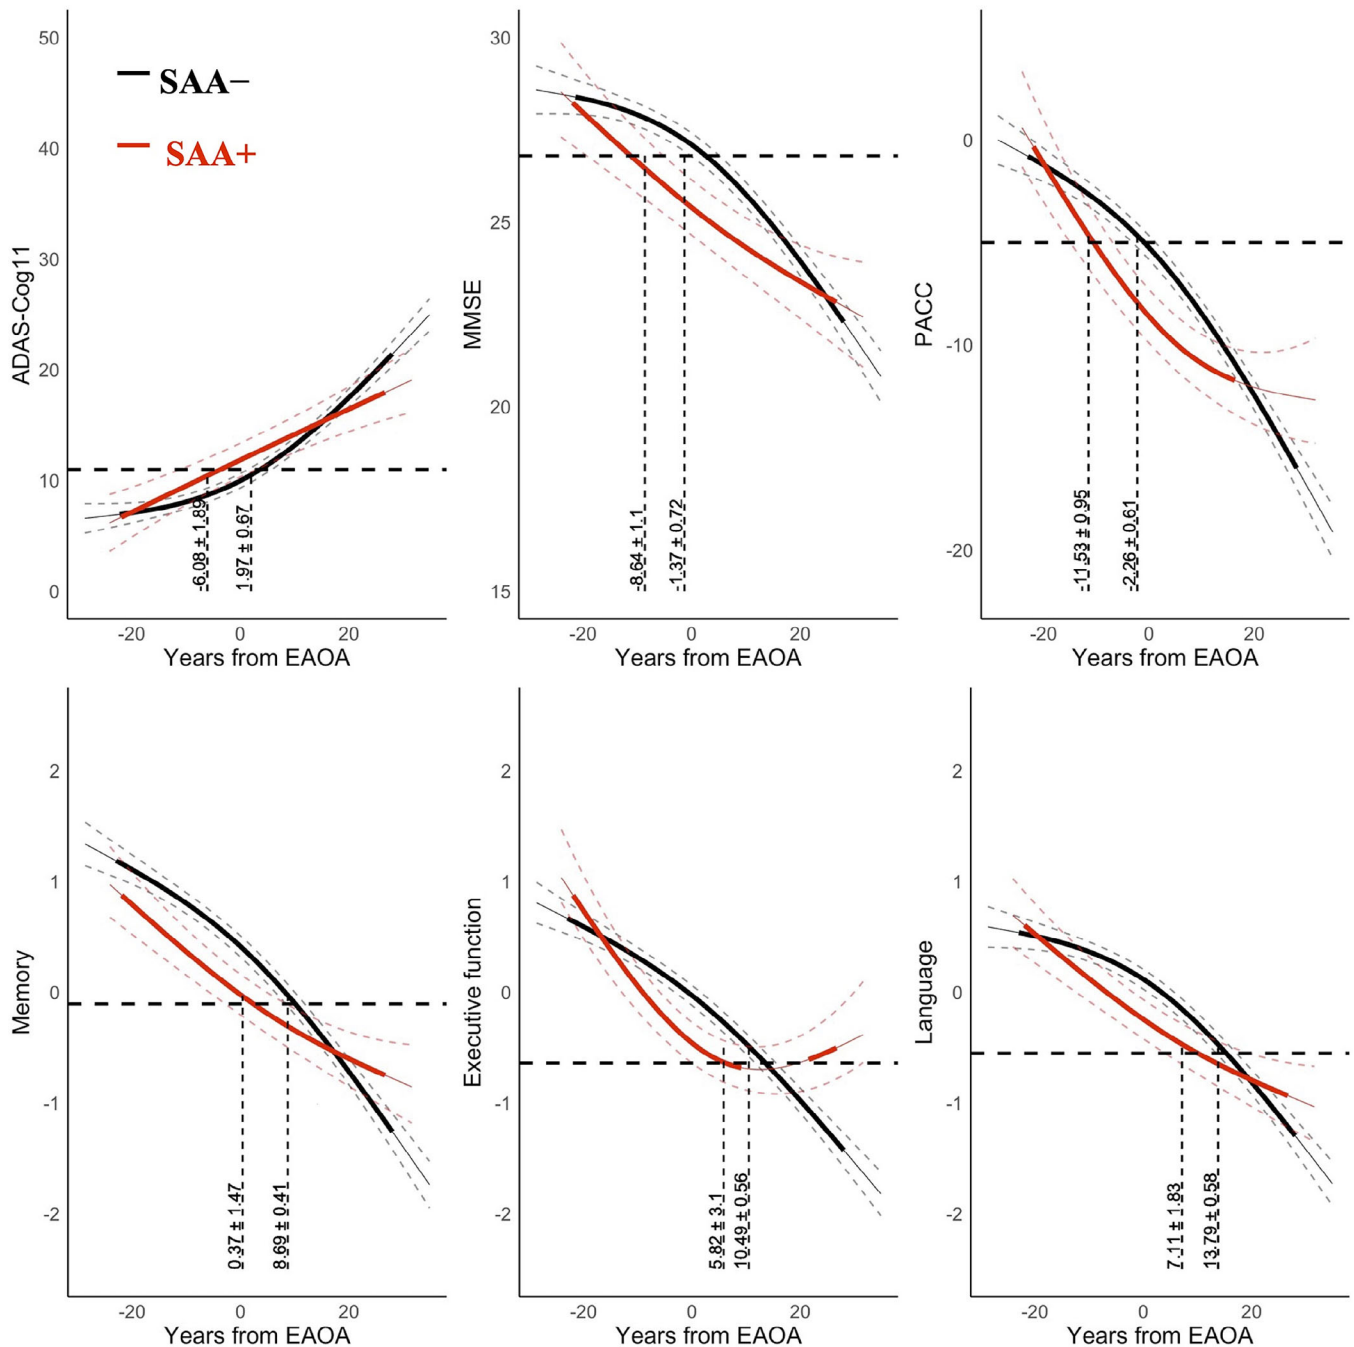 50
40
30
20
10
0
ADAS-Cog11
SAA−
SAA+
-6.08 ± 1.89
1.97 ± 0.67
-20 0 20
Years from EAOA
30
25
20
15
MMSE
-8.64 ± 1.1
-1.37 ± 0.72
-20 0 20
Years from EAOA
0
-10
-20
PACC
-11.53 ± 0.95
-2.26 ± 0.61
-20 0 20
Years from EAOA
2
1
0
-1
-2
Memory
0.37 ± 1.47
8.69 ± 0.41
-20 0 20
Years from EAOA
2
1
0
-1
-2
Executive function
5.82 ± 3.1
10.49 ± 0.56
-20 0 20
Years from EAOA
2
1
0
-1
-2
Language
7.11 ± 1.83
13.79 ± 0.58
-20 0 20
Years from EAOA